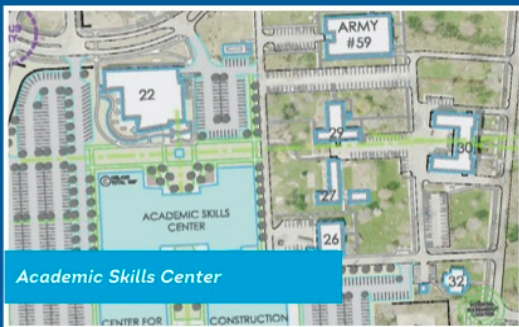 ARMY
#59
22
29
30
27
ACADEMIC SKILLS
CENTER
26
Academic Skills Center
32
CENTER FOR
CONSTRUCTION